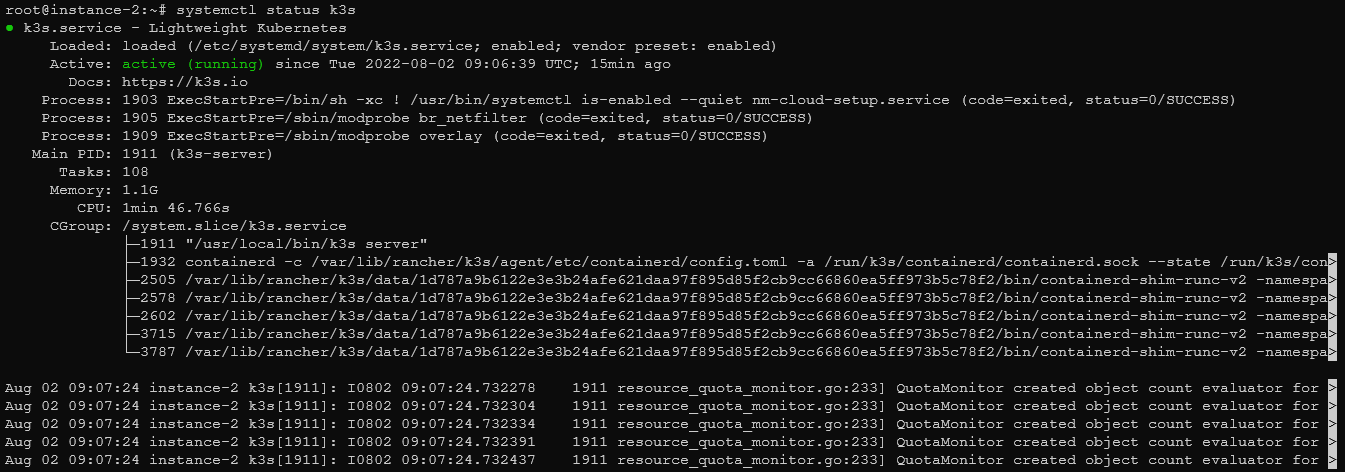 root@instance-2:~# systemctl status k3s
● k3s.service - Lightweight Kubernetes
Loaded: loaded (/etc/systemd/system/k3s.service; enabled; vendor preset: enabled)
Active: active (running) since Tue 2022-08-02 09:06:39 UTC; 15min ago
Docs: https://k3s.io
Process: 1903 ExecStartPre=/bin/sh -xc ! /usr/bin/systemctl is-enabled --quiet nm-cloud-setup.service (code=exited, status=0/SUCCESS)
Process: 1905 ExecStartPre=/sbin/modprobe br_netfilter (code=exited, status=0/SUCCESS)
Process: 1909 ExecStartPre=/sbin/modprobe overlay (code=exited, status=0/SUCCESS)
Main PID: 1911 (k3s-server)
Tasks: 108
Memory: 1.1G
CPU: 1min 46.766s
CGroup: /system.slice/k3s.service
├─1911 "/usr/local/bin/k3s server"
├─1932 containerd -c /var/lib/rancher/k3s/agent/etc/containerd/config.toml -a /run/k3s/containerd/containerd.sock --state /run/k3s/con>
├─2505 /var/lib/rancher/k3s/data/1d787a9b6122e3e3b24afe621daa97f895d85f2cb9cc66860ea5ff973b5c78f2/bin/containerd-shim-runc-v2 -namespa>
├─2578 /var/lib/rancher/k3s/data/1d787a9b6122e3e3b24afe621daa97f895d85f2cb9cc66860ea5ff973b5c78f2/bin/containerd-shim-runc-v2 -namespa>
├─2602 /var/lib/rancher/k3s/data/1d787a9b6122e3e3b24afe621daa97f895d85f2cb9cc66860ea5ff973b5c78f2/bin/containerd-shim-runc-v2 -namespa>
├─3715 /var/lib/rancher/k3s/data/1d787a9b6122e3e3b24afe621daa97f895d85f2cb9cc66860ea5ff973b5c78f2/bin/containerd-shim-runc-v2 -namespa>
└─3787 /var/lib/rancher/k3s/data/1d787a9b6122e3e3b24afe621daa97f895d85f2cb9cc66860ea5ff973b5c78f2/bin/containerd-shim-runc-v2 -namespa>
Aug 02 09:07:24 instance-2 k3s[1911]: I0802 09:07:24.732278 1911 resource_quota_monitor.go:233] QuotaMonitor created object count evaluator for >
Aug 02 09:07:24 instance-2 k3s[1911]: I0802 09:07:24.732304 1911 resource_quota_monitor.go:233] QuotaMonitor created object count evaluator for >
Aug 02 09:07:24 instance-2 k3s[1911]: I0802 09:07:24.732334 1911 resource_quota_monitor.go:233] QuotaMonitor created object count evaluator for >
Aug 02 09:07:24 instance-2 k3s[1911]: I0802 09:07:24.732391 1911 resource_quota_monitor.go:233] QuotaMonitor created object count evaluator for >
Aug 02 09:07:24 instance-2 k3s[1911]: I0802 09:07:24.732437 1911 resource_quota_monitor.go:233] QuotaMonitor created object count evaluator for >